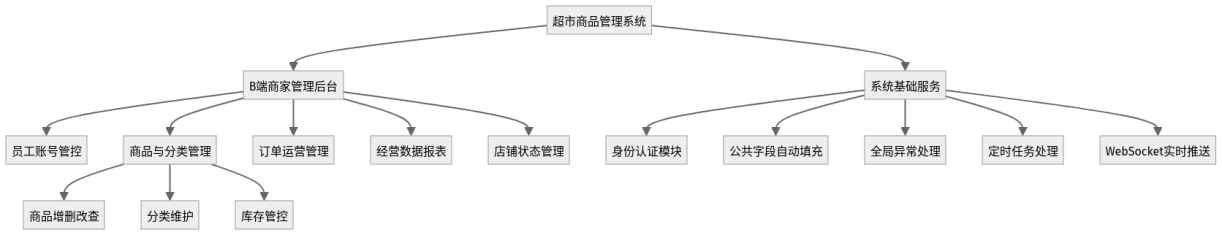 超市商品管理系统
B端商家管理后台
系统基础服务
员工账号管控
商品与分类管理
订单运营管理
经营数据报表
店铺状态管理
身份认证模块
公共字段自动填充
全局异常处理
定时任务处理
WebSocket实时推送
商品增删改查
分类维护
库存管控